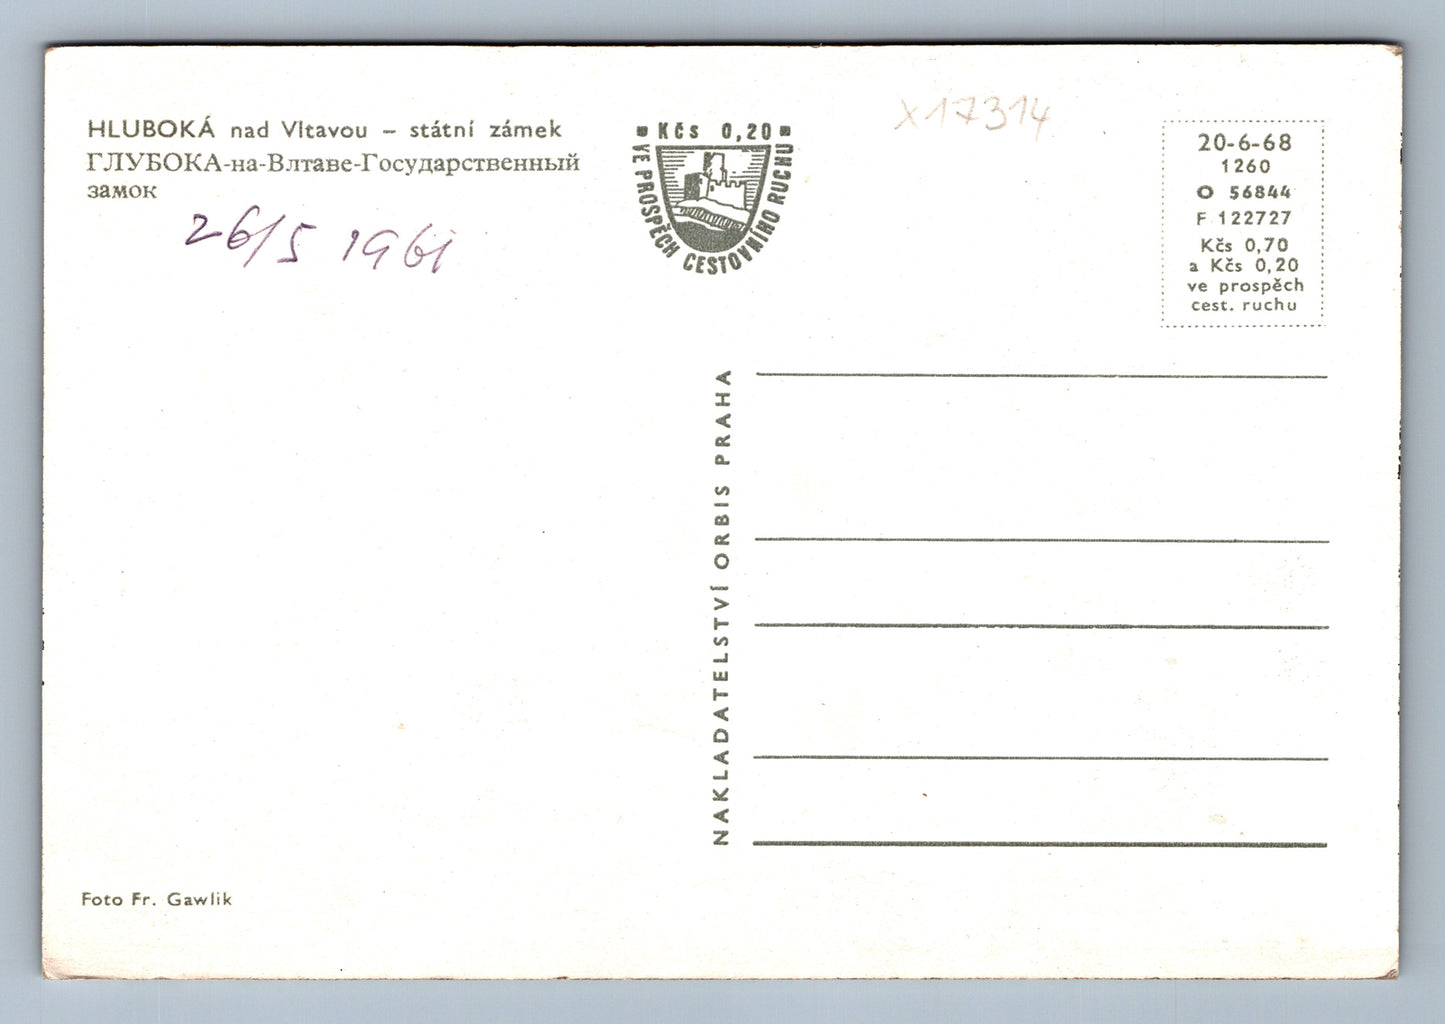 HLUBOKÁ nad Vltavou – státní zámek
ГЛУБОКА-на-Влтаве-Государственный
замок
26/5 1961
Kčs 0,20
VE PROSPĚCH CESTOVNÍHO RUCHU
X17314
20-6-68
1260
O 56844
F 122727
Kčs 0,70
a Kčs 0,20
ve prospěch
cest. ruchu
NAKLADATELSTVÍ ORBIS PRAHA
Foto Fr. Gawlik